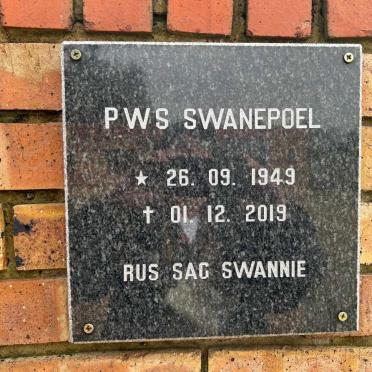 PWS SWANEPOEL
★ 26. 09. 1949
✝ 01. 12. 2019
RUS SAG SWANNIE